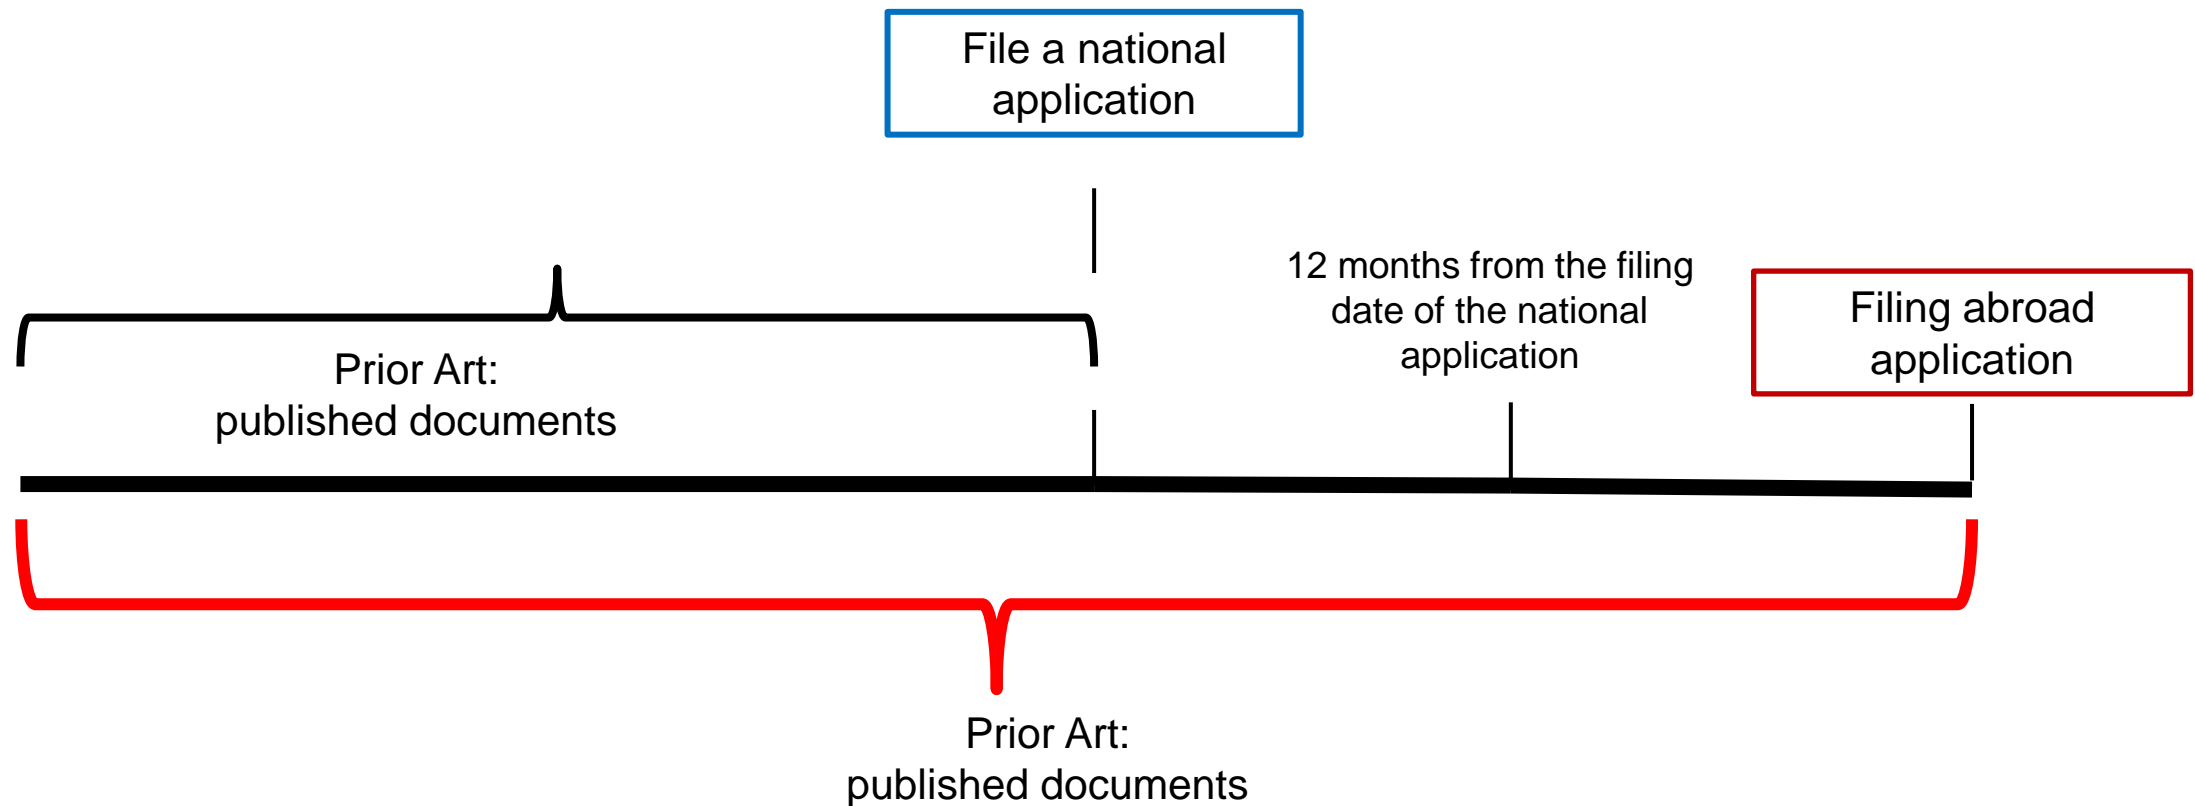 File a national
application
12 months from the filing
date of the national
application
Filing abroad
application
Prior Art:
published documents
Prior Art:
published documents